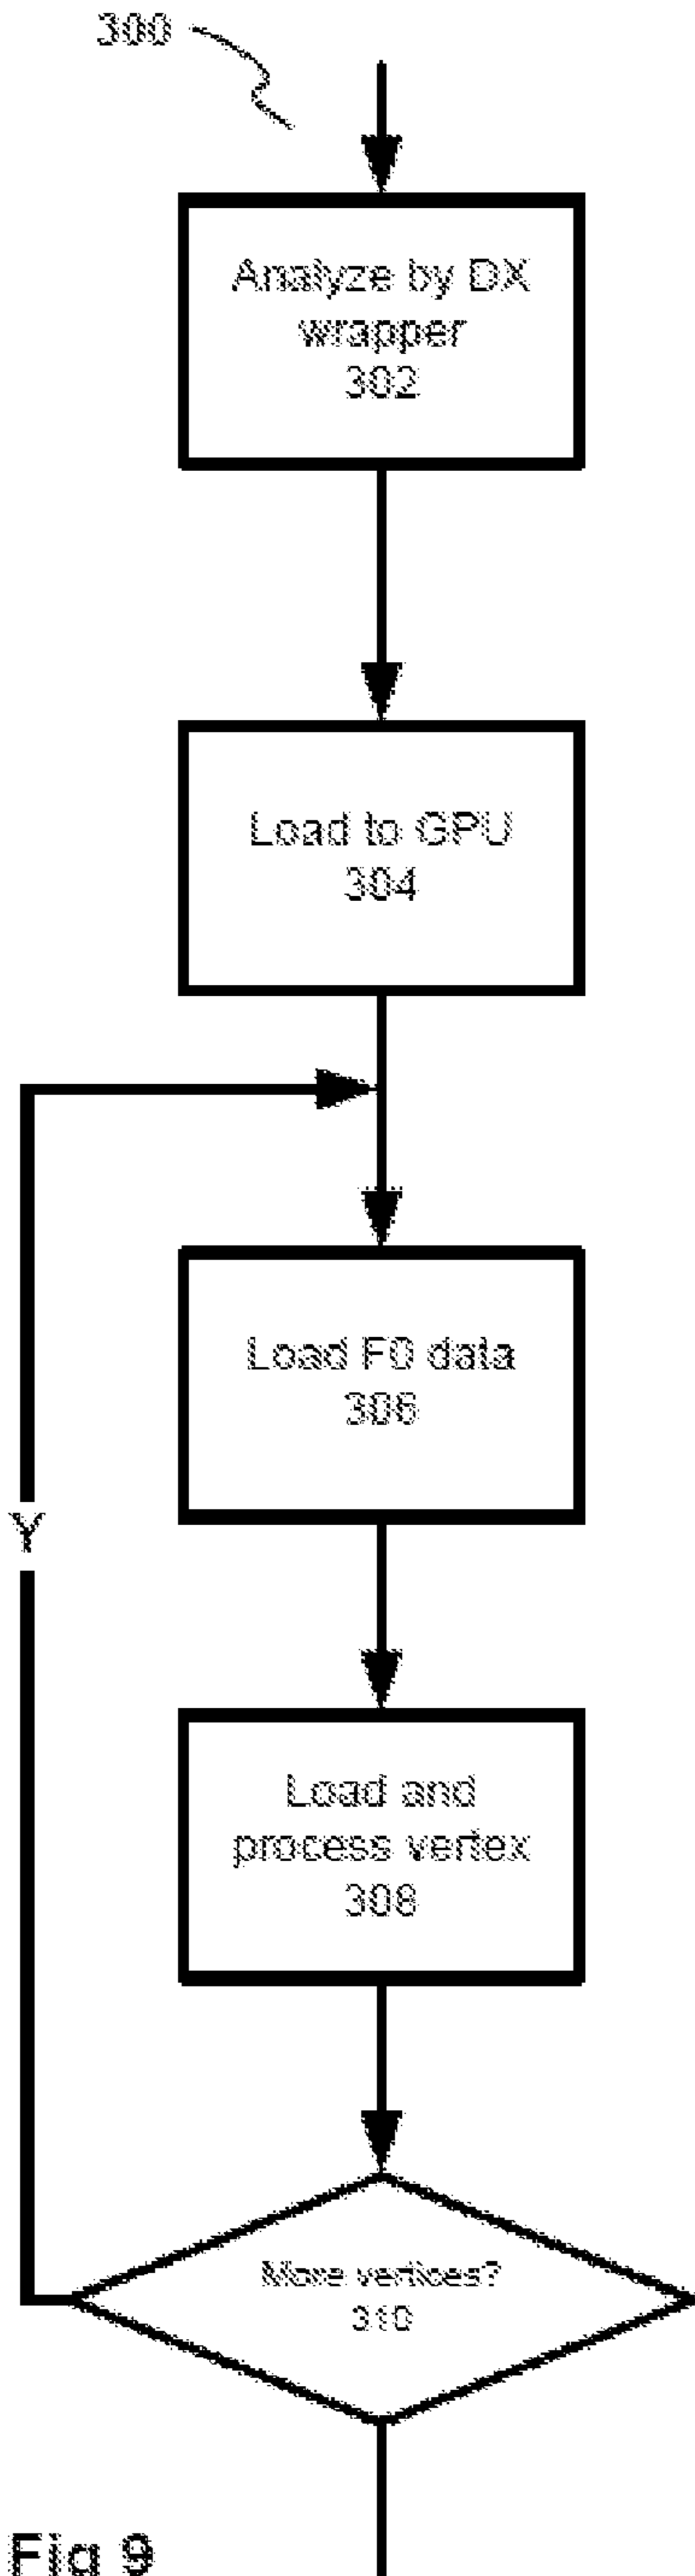 300
Analyze by DX
wrapper
302
Load to GPU
304
Load F0 data
306
Y
Load and
process vertex
308
More vertices?
310
Fig 9